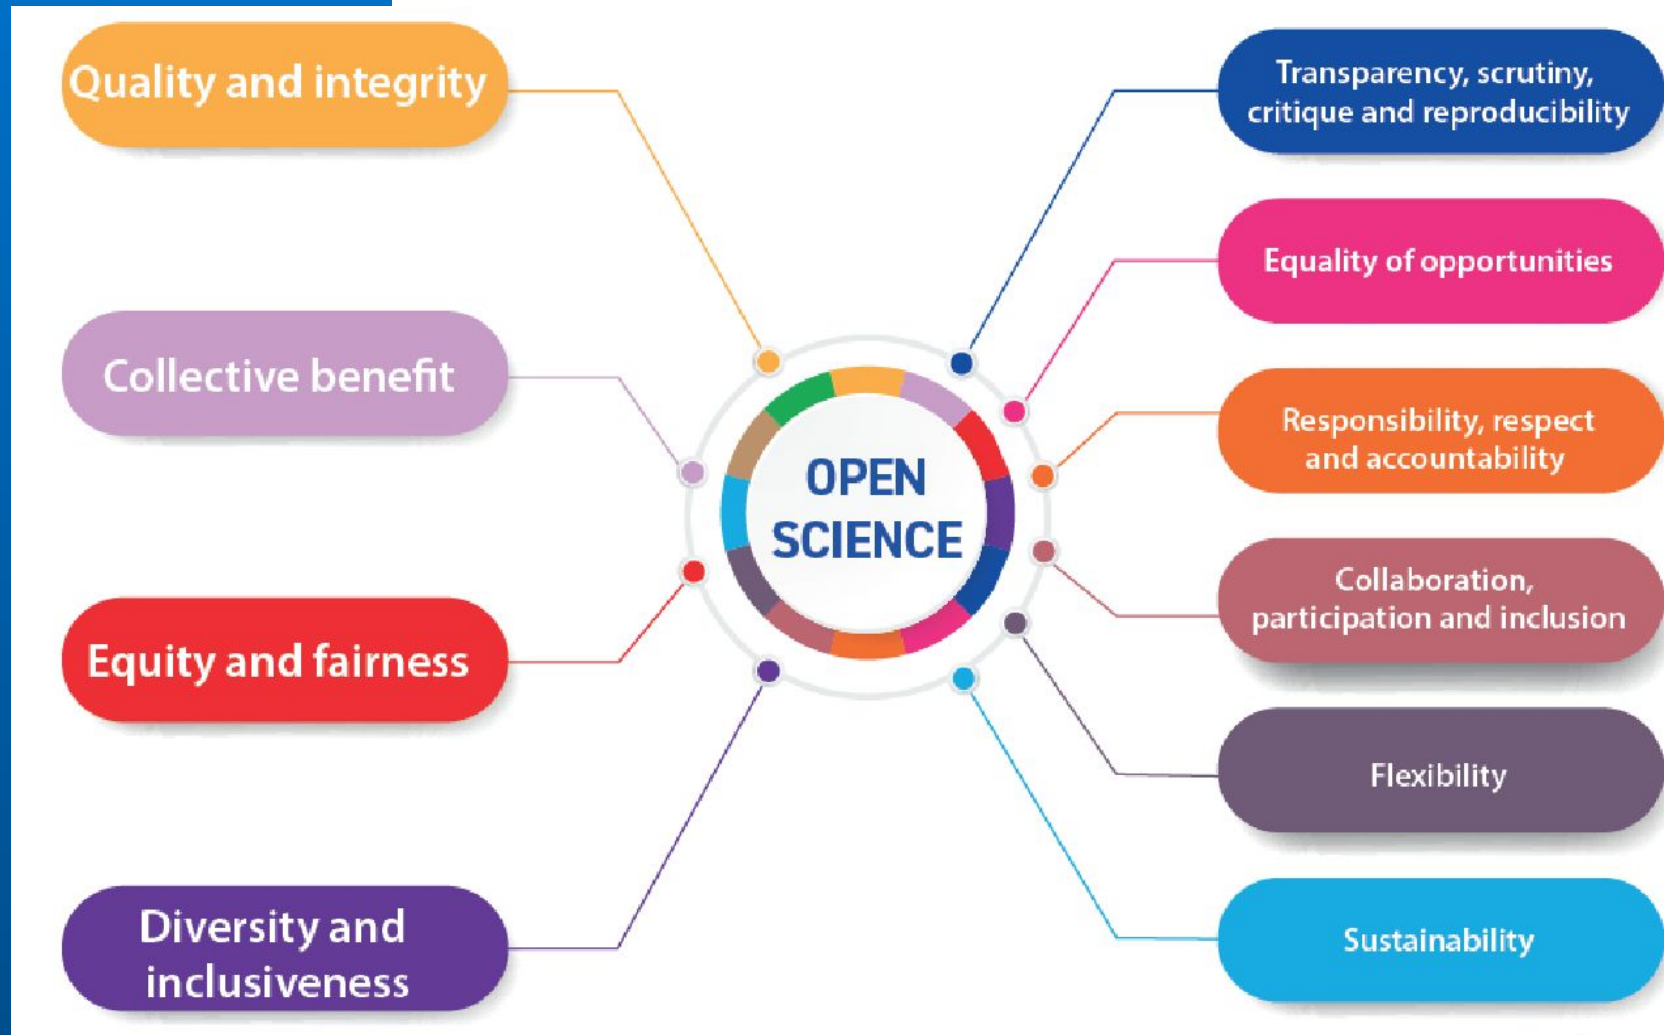 Quality and integrity
Collective benefit
Equity and fairness
Diversity and
inclusiveness
OPEN
SCIENCE
Transparency, scrutiny,
critique and reproducibility
Equality of opportunities
Responsibility, respect
and accountability
Collaboration,
participation and inclusion
Flexibility
Sustainability